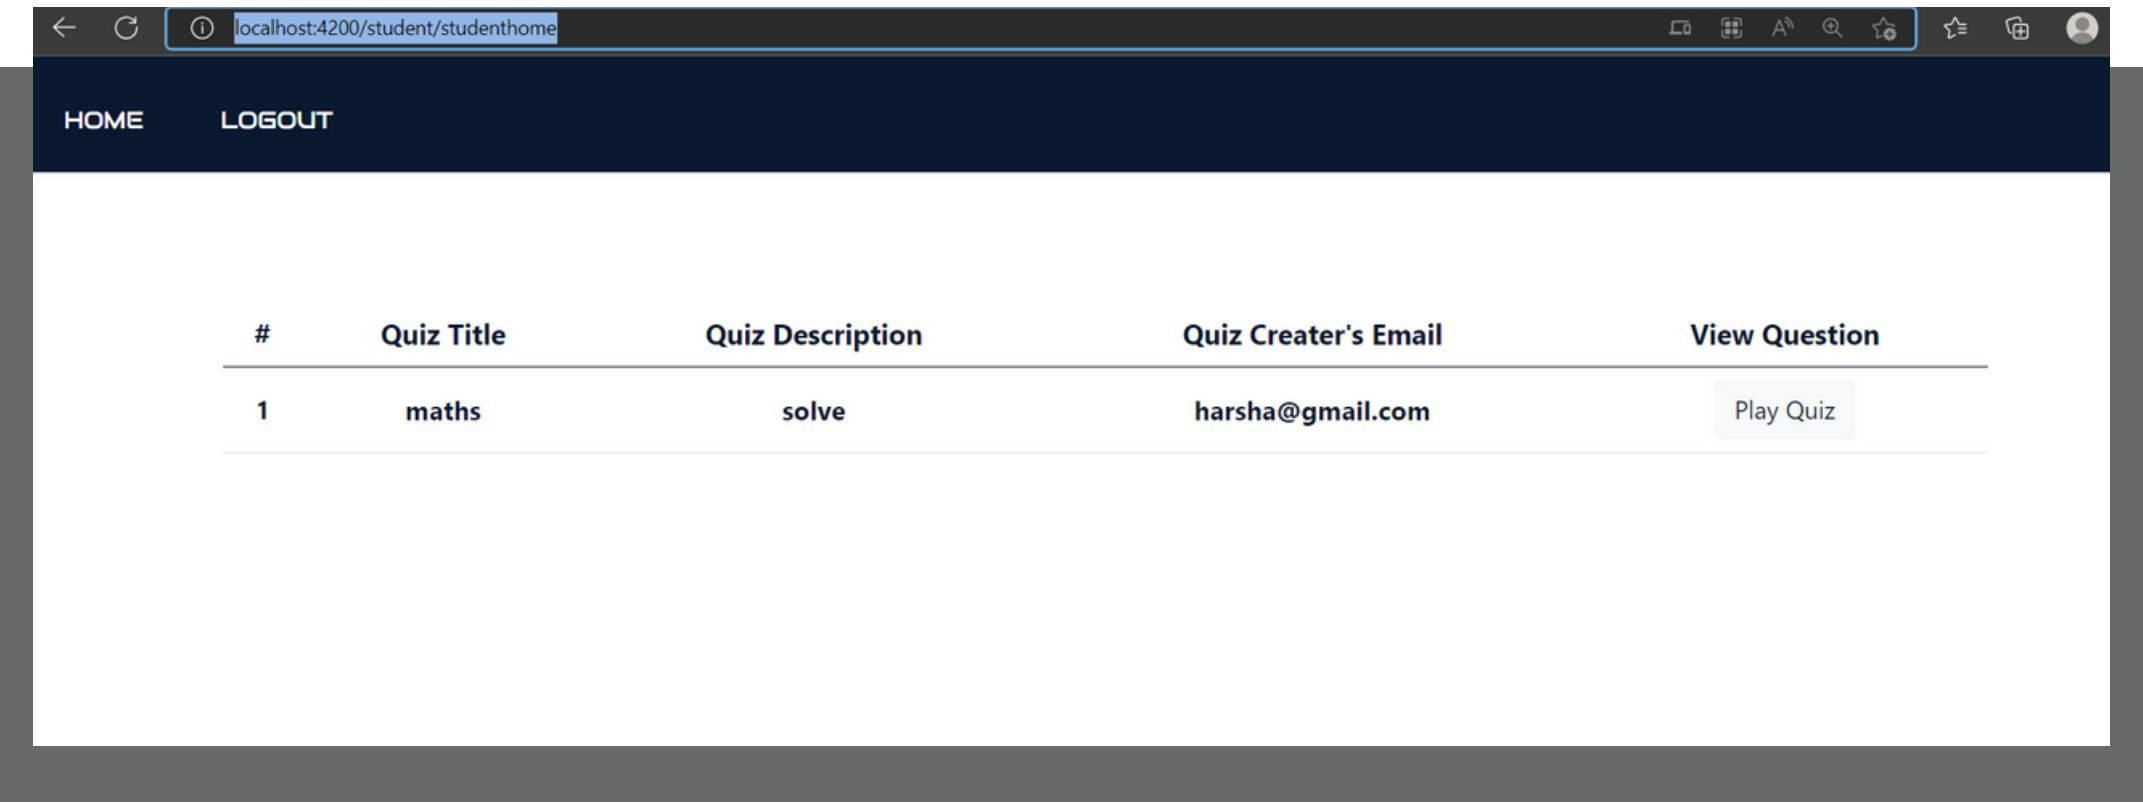 localhost:4200/student/studenthome
HOME LOGOUT
# Quiz Title Quiz Description Quiz Creater's Email View Question
1 maths solve harsha@gmail.com Play Quiz